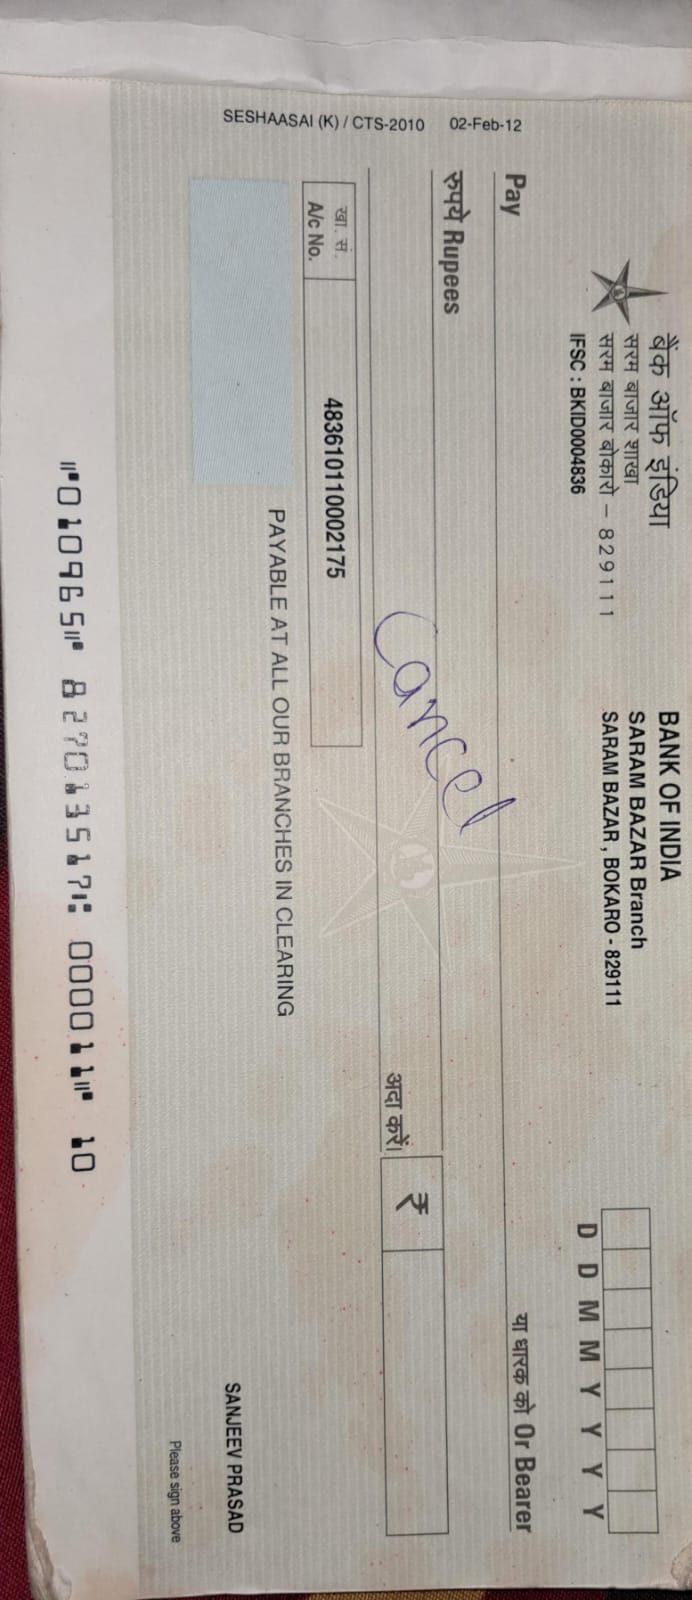 SESHAASAI (K) / CTS-2010 02-Feb-12
बैंक ऑफ इंडिया
सरम बाजार शाखा
सरम बाजार बोकारो – 829111
IFSC : BKID0004836
BANK OF INDIA
SARAM BAZAR Branch
SARAM BAZAR , BOKARO - 829111
D D M M Y Y Y Y
Pay
या धारक को Or Bearer
रुपये Rupees
Cancel
अदा करें।
₹
खा. सं.
A/c No.
483610110002175
PAYABLE AT ALL OUR BRANCHES IN CLEARING
SANJEEV PRASAD
Please sign above
⑈010965⑈ 827013517⑆ 000011⑈ 10